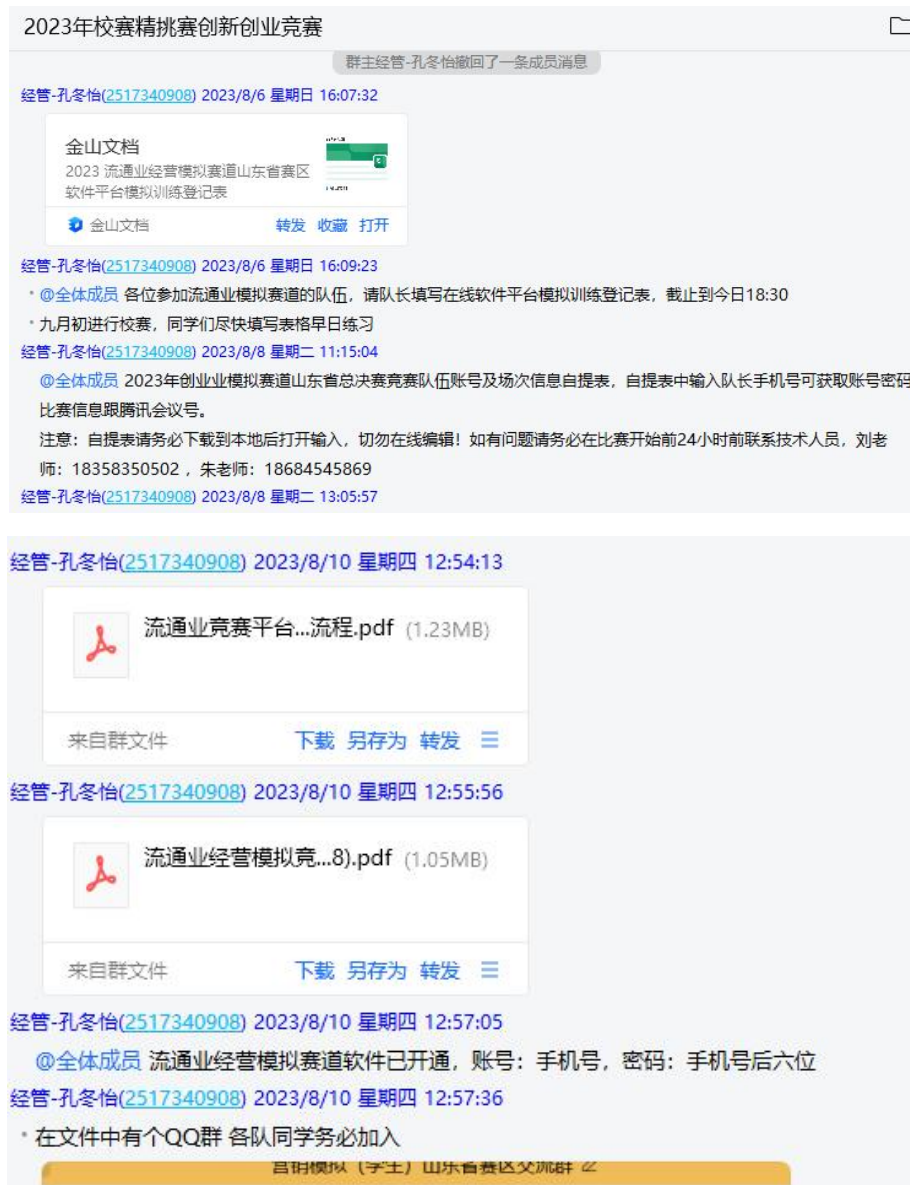 2023年校赛精挑赛创新创业竞赛
群主经管-孔冬怡撤回了一条成员消息
经管-孔冬怡(2517340908) 2023/8/6 星期日 16:07:32
金山文档
2023 流通业经营模拟赛道山东省赛区
软件平台模拟训练登记表
金山文档 转发 收藏 打开
经管-孔冬怡(2517340908) 2023/8/6 星期日 16:09:23
@全体成员 各位参加流通业模拟赛道的队伍，请队长填写在线软件平台模拟训练登记表，截止到今日18:30
九月初进行校赛，同学们尽快填写表格早日练习
经管-孔冬怡(2517340908) 2023/8/8 星期二 11:15:04
@全体成员 2023年创业业模拟赛道山东省总决赛竞赛队伍账号及场次信息自提表，自提表中输入队长手机号可获取账号密码
比赛信息跟腾讯会议号。
注意：自提表请务必下载到本地后打开输入，切勿在线编辑！如有问题请务必在比赛开始前24小时前联系技术人员，刘老
师：18358350502 ，朱老师：18684545869
经管-孔冬怡(2517340908) 2023/8/8 星期二 13:05:57
经管-孔冬怡(2517340908) 2023/8/10 星期四 12:54:13
流通业竞赛平台...流程.pdf (1.23MB)
来自群文件 下载 另存为 转发
经管-孔冬怡(2517340908) 2023/8/10 星期四 12:55:56
流通业经营模拟竞...8).pdf (1.05MB)
来自群文件 下载 另存为 转发
经管-孔冬怡(2517340908) 2023/8/10 星期四 12:57:05
@全体成员 流通业经营模拟赛道软件已开通，账号：手机号，密码：手机号后六位
经管-孔冬怡(2517340908) 2023/8/10 星期四 12:57:36
在文件中有个QQ群 各队同学务必加入
营销模拟（学生）山东省赛区交流群